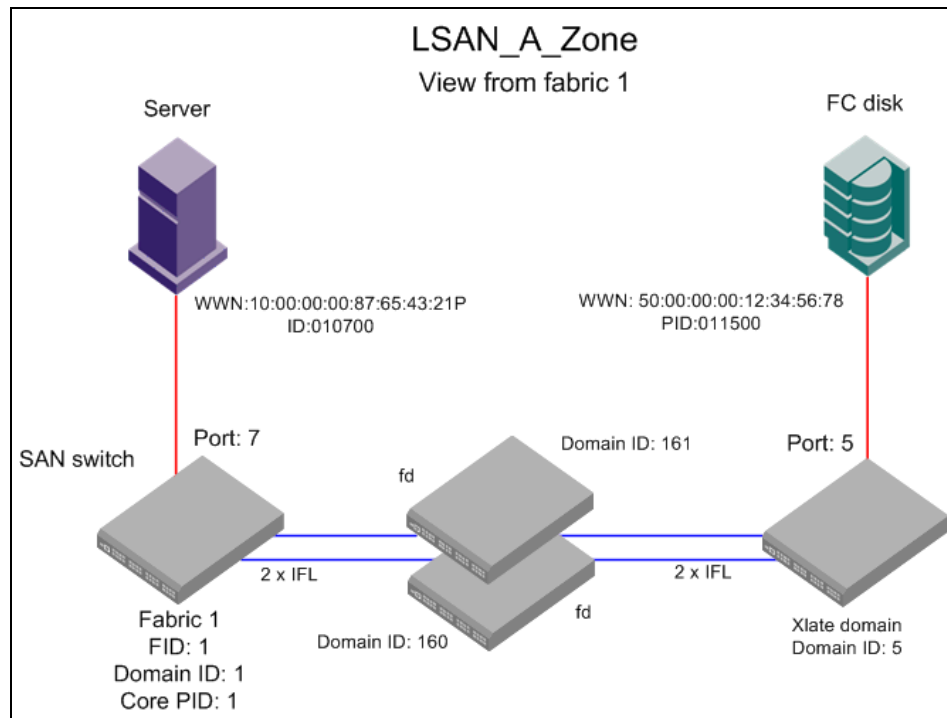 LSAN_A_Zone
View from fabric 1
Server
FC disk
WWN:10:00:00:00:87:65:43:21P
ID:010700
WWN: 50:00:00:00:12:34:56:78
PID:011500
Port: 7
Domain ID: 161
Port: 5
SAN switch
fd
2 x IFL
2 x IFL
fd
Fabric 1
FID: 1
Domain ID: 1
Core PID: 1
Domain ID: 160
Xlate domain
Domain ID: 5